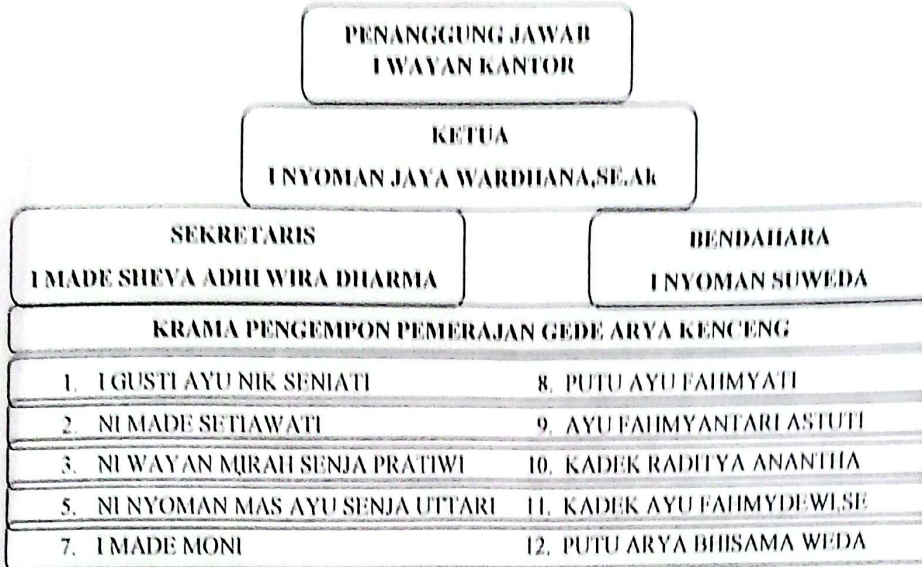 PENANGGUNG JAWAB
I WAYAN KANTOR
KETUA
I NYOMAN JAYA WARDHANA,SE.Ak
SEKRETARIS
I MADE SHEVA ADHI WIRA DHARMA
BENDAHARA
I NYOMAN SUWEDA
KRAMA PENGEMPON PEMERAJAN GEDE ARYA KENCENG
1. I GUSTI AYU NIK SENIATI
2. NI MADE SETIAWATI
3. NI WAYAN MIRAH SENJA PRATIWI
5. NI NYOMAN MAS AYU SENJA UTTARI
7. I MADE MONI
8. PUTU AYU FAHMYATI
9. AYU FAHMYANTARI ASTUTI
10. KADEK RADITYA ANANTHA
11. KADEK AYU FAHMYDEWI,SE
12. PUTU ARYA BHISAMA WEDA